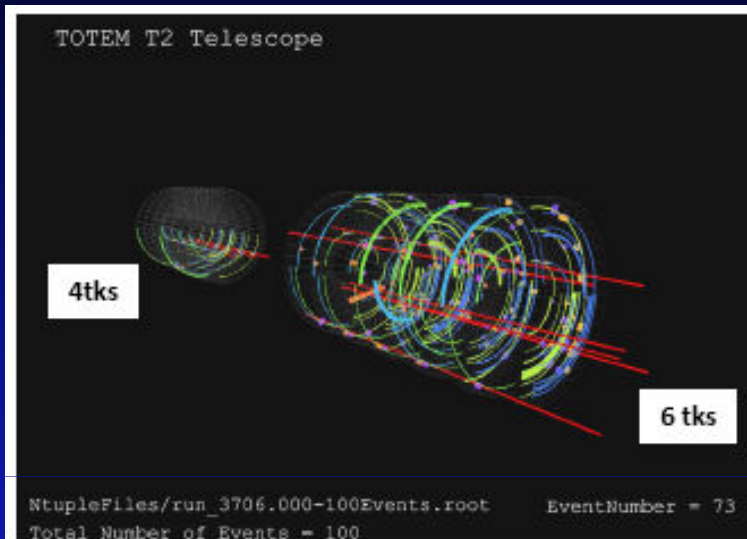 TOTEM T2 Telescope
4tks
6 tks
NtupleFiles/run_3706.000-100Events.root EventNumber = 73
Total Number of Events = 100